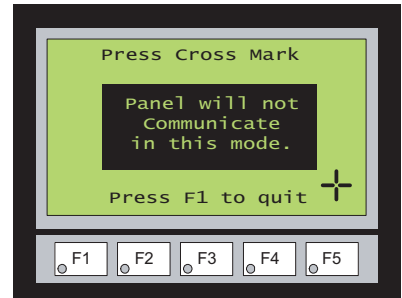 Press Cross Mark
Panel will not
Communicate
in this mode.
Press F1 to quit
F1 F2 F3 F4 F5